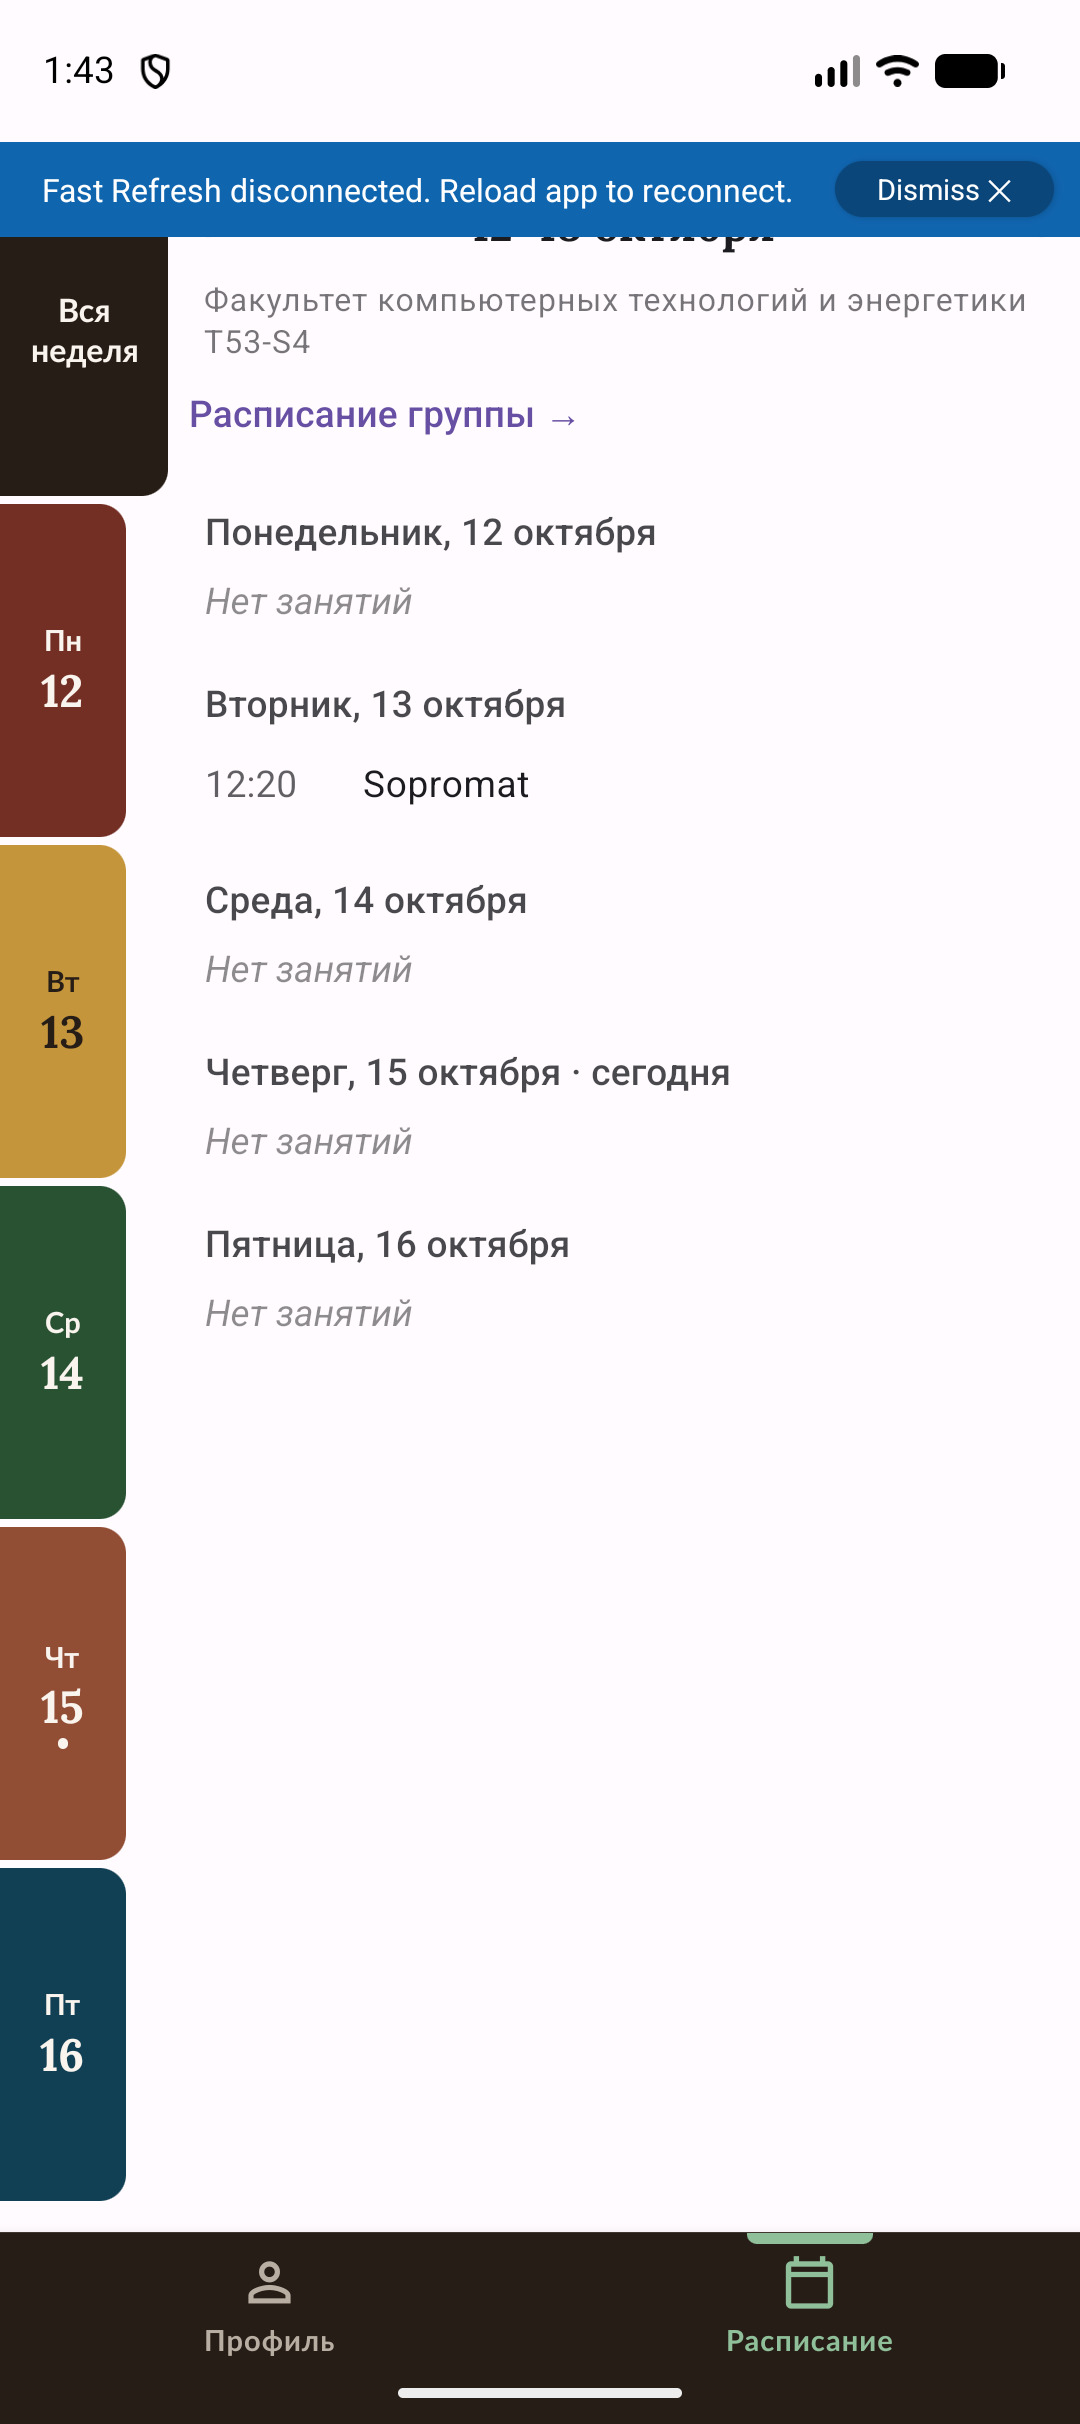 1:43
Fast Refresh disconnected. Reload app to reconnect.
Dismiss
октября
Факультет компьютерных технологий и энергетики
T53-S4
Расписание группы →
Вся
неделя
Понедельник, 12 октября
Нет занятий
Пн
12
Вторник, 13 октября
12:20 Sopromat
Вт
13
Среда, 14 октября
Нет занятий
Четверг, 15 октября · сегодня
Нет занятий
Ср
14
Пятница, 16 октября
Нет занятий
Чт
15
Пт
16
Профиль
Расписание